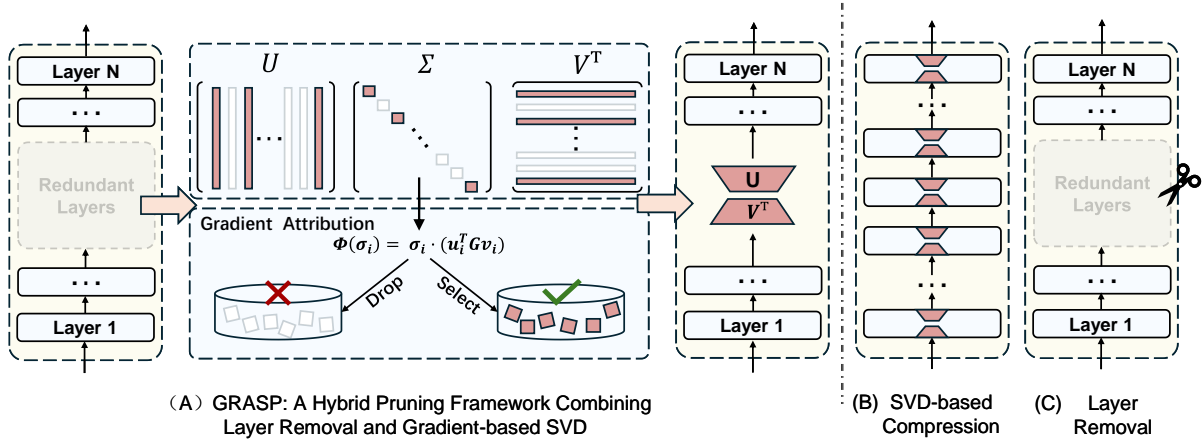 Layer N
...
Redundant
Layers
...
Layer 1
U
Σ
V^T
...
...
...
Gradient Attribution
Φ(σ_i) = σ_i · (u_i^T G v_i)
Drop
Select
Layer N
...
U
V^T
...
Layer 1
...
...
Layer N
...
Redundant
Layers
...
Layer 1
（A）GRASP: A Hybrid Pruning Framework Combining
Layer Removal and Gradient-based SVD
(B) SVD-based
Compression
(C) Layer
Removal